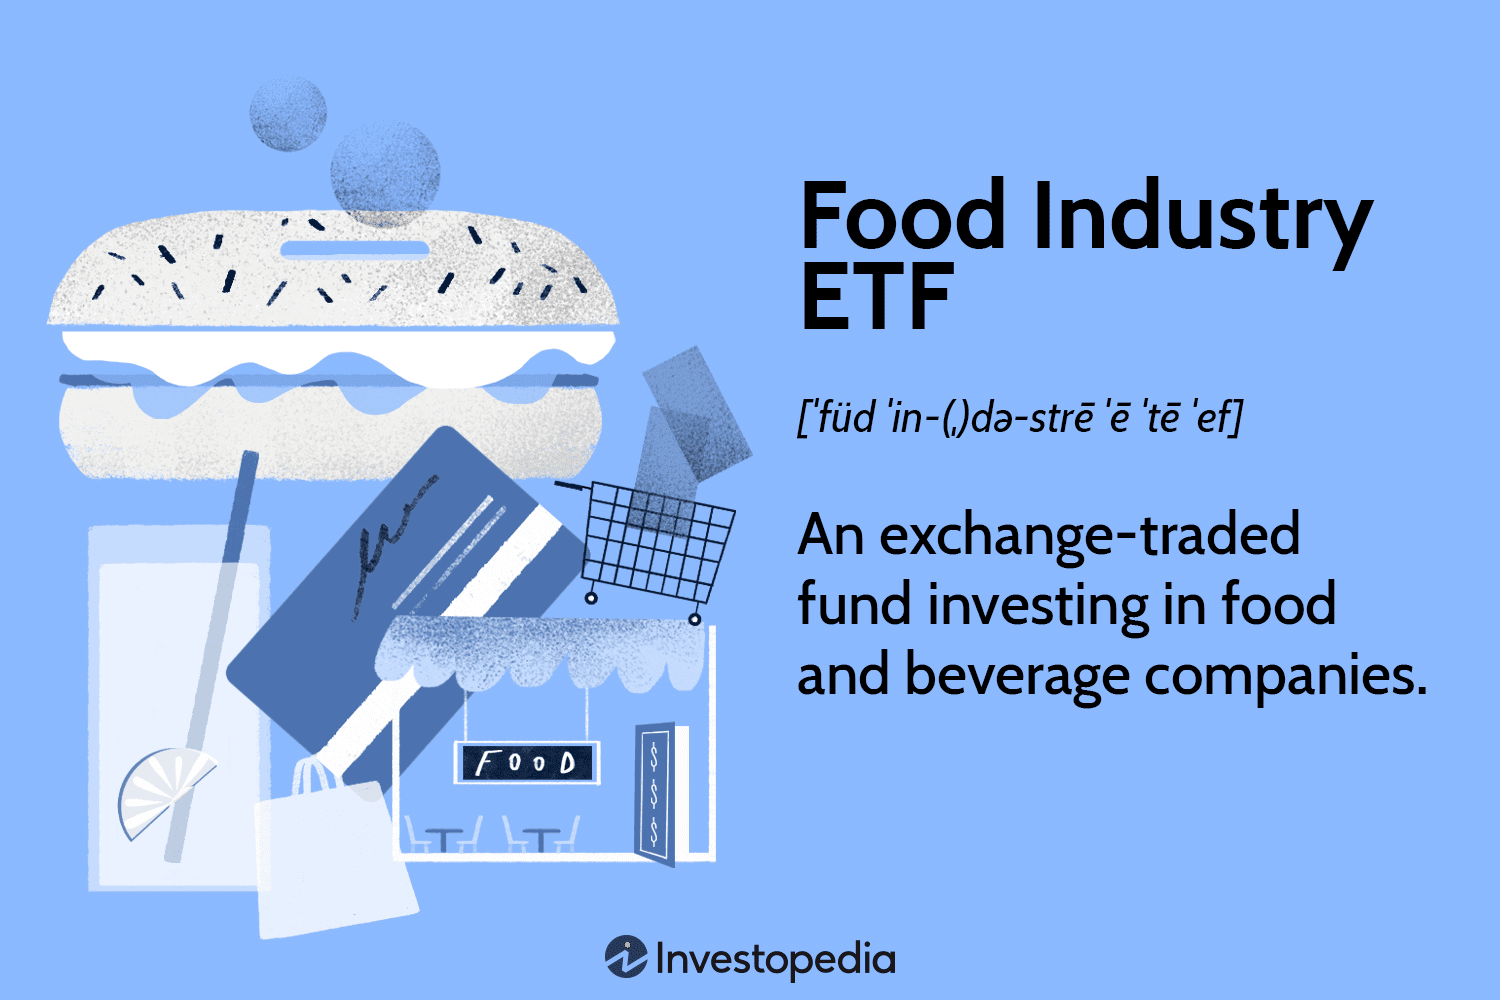 Food Industry
ETF
[ˈfüd ˈin-(ˌ)də-strē ˈē ˈtē ˈef]
An exchange-traded
fund investing in food
and beverage companies.
FOOD
$
$
$
Investopedia